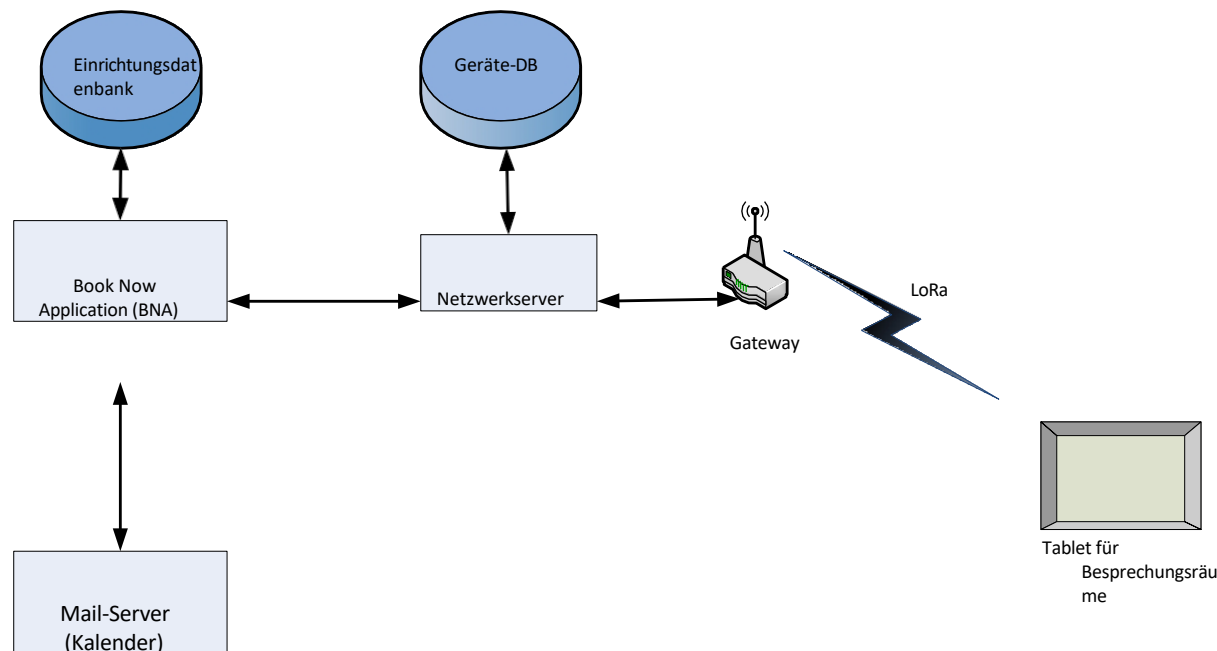 Einrichtungsdat
enbank
Geräte-DB
Book Now
Application (BNA)
Netzwerkserver
Gateway
LoRa
Tablet für
Besprechungsräu
me
Mail-Server
(Kalender)